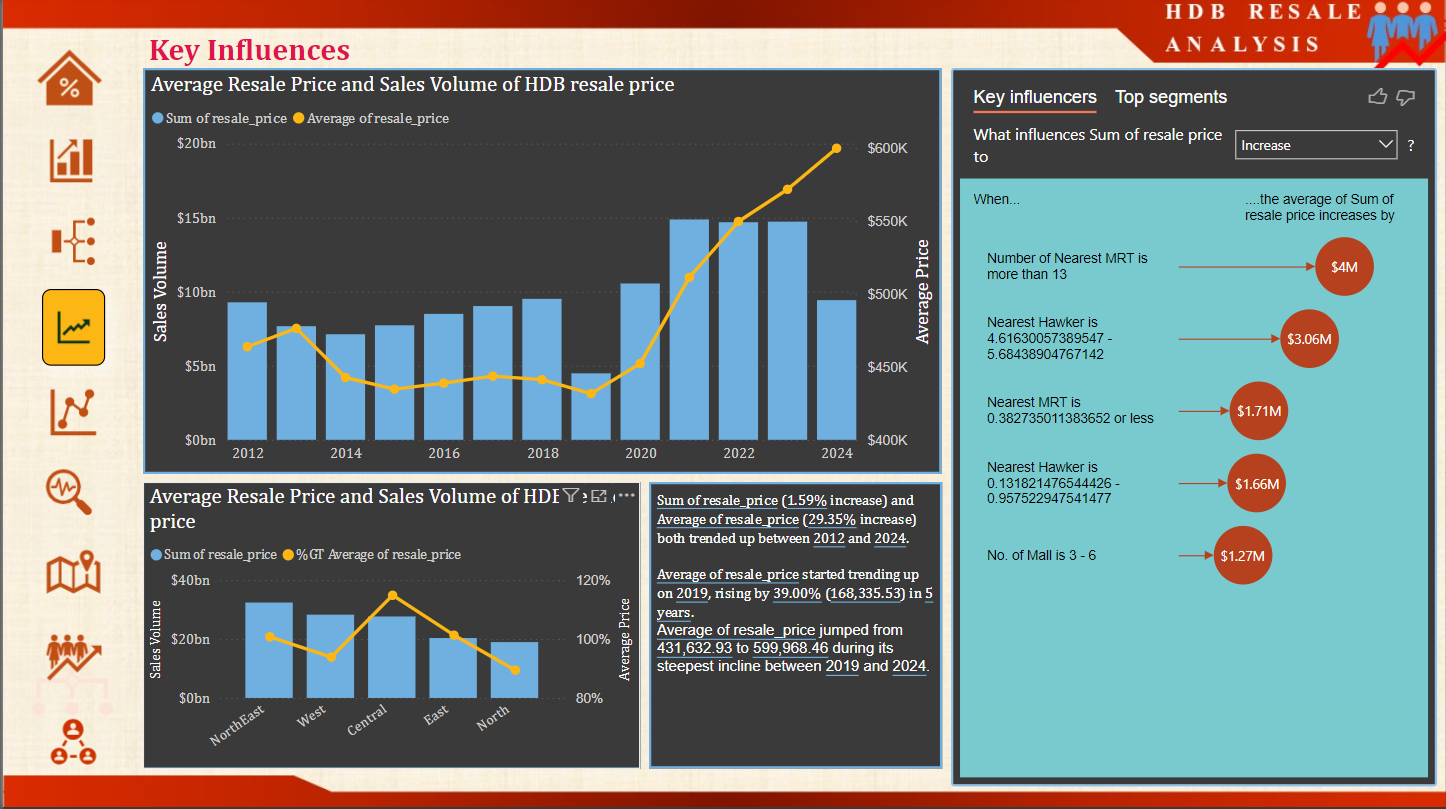 HDB RESALE
ANALYSIS
Key Influences
Average Resale Price and Sales Volume of HDB resale price
Sum of resale_price Average of resale_price
$20bn
$15bn
$10bn
$5bn
$0bn
Sales Volume
$600K
$550K
$500K
$450K
$400K
Average Price
2012 2014 2016 2018 2020 2022 2024
Average Resale Price and Sales Volume of
price
Sum of resale_price %GT Average of resale_price
$40bn
$20bn
$0bn
Sales Volume
120%
100%
80%
Average Price
NorthEast West Central East North
Sum of resale_price (1.59% increase) and
Average of resale_price (29.35% increase)
both trended up between 2012 and 2024.
Average of resale_price started trending up
on 2019, rising by 39.00% (168,335.53) in 5
years.
Average of resale_price jumped from
431,632.93 to 599,968.46 during its
steepest incline between 2019 and 2024.
Key influencers Top segments
What influences Sum of resale price
to
Increase
?
When...
....the average of Sum of
resale price increases by
Number of Nearest MRT is
more than 13
$4M
Nearest Hawker is
4.61630057389547 -
5.68438904767142
$3.06M
Nearest MRT is
0.382735011383652 or less
$1.71M
Nearest Hawker is
0.131821476544426 -
0.957522947541477
$1.66M
No. of Mall is 3 - 6
$1.27M